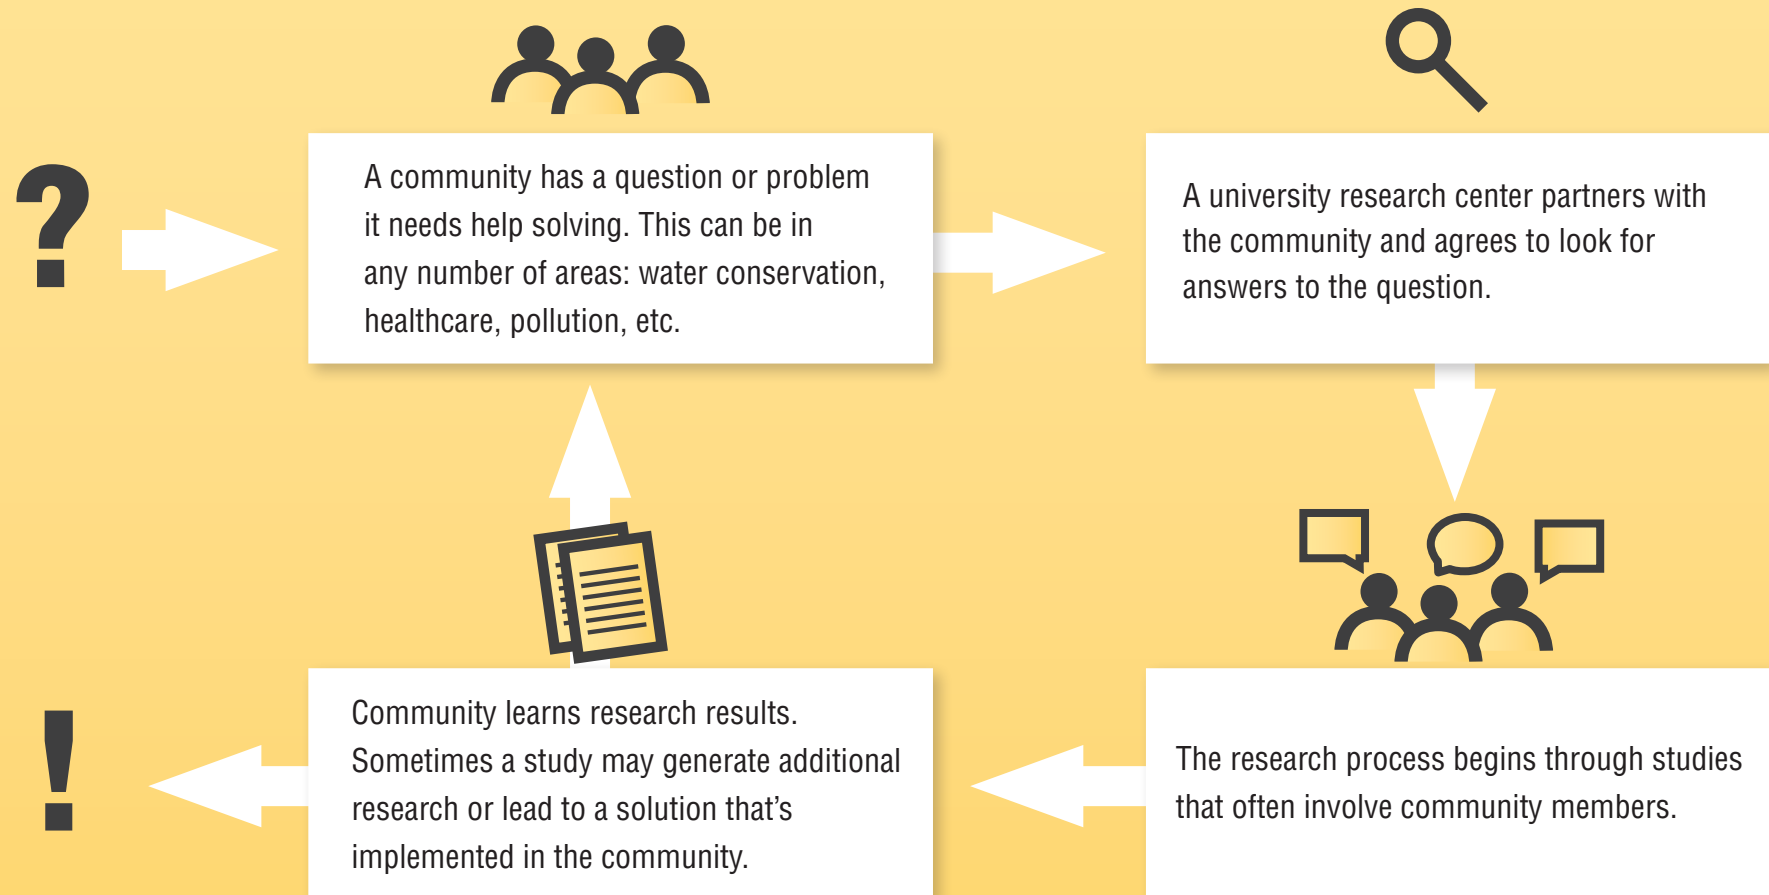 ?
A community has a question or problem
it needs help solving. This can be in
any number of areas: water conservation,
healthcare, pollution, etc.
A university research center partners with
the community and agrees to look for
answers to the question.
The research process begins through studies
that often involve community members.
Community learns research results.
Sometimes a study may generate additional
research or lead to a solution that’s
implemented in the community.
!